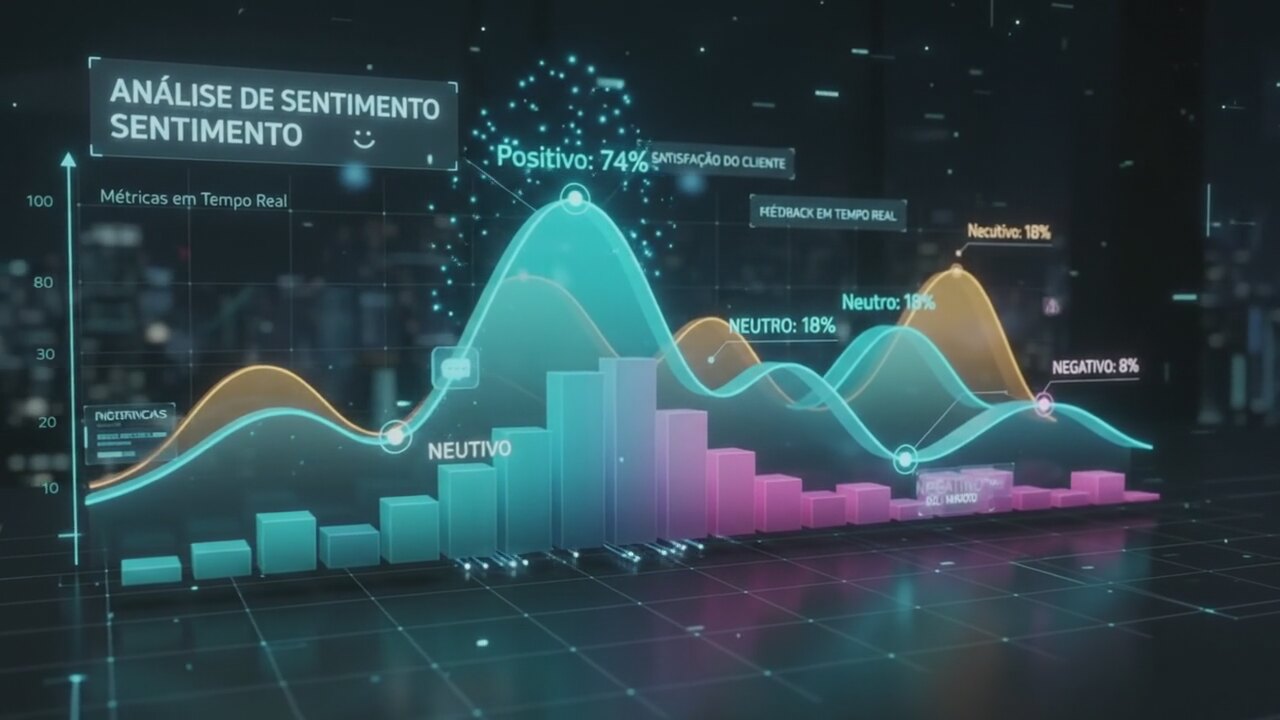 ANÁLISE DE SENTIMENTO
SENTIMENTO
Positivo: 74%
SATISFAÇÃO DO CLIENTE
Métricas em Tempo Real
FÉEDBACK EM TEMPO REAL
100
80
30
20
10
Necutivo: 18%
Neutro: 18%
NEUTRO: 18%
NEGATIVO: 8%
NEUTIVO